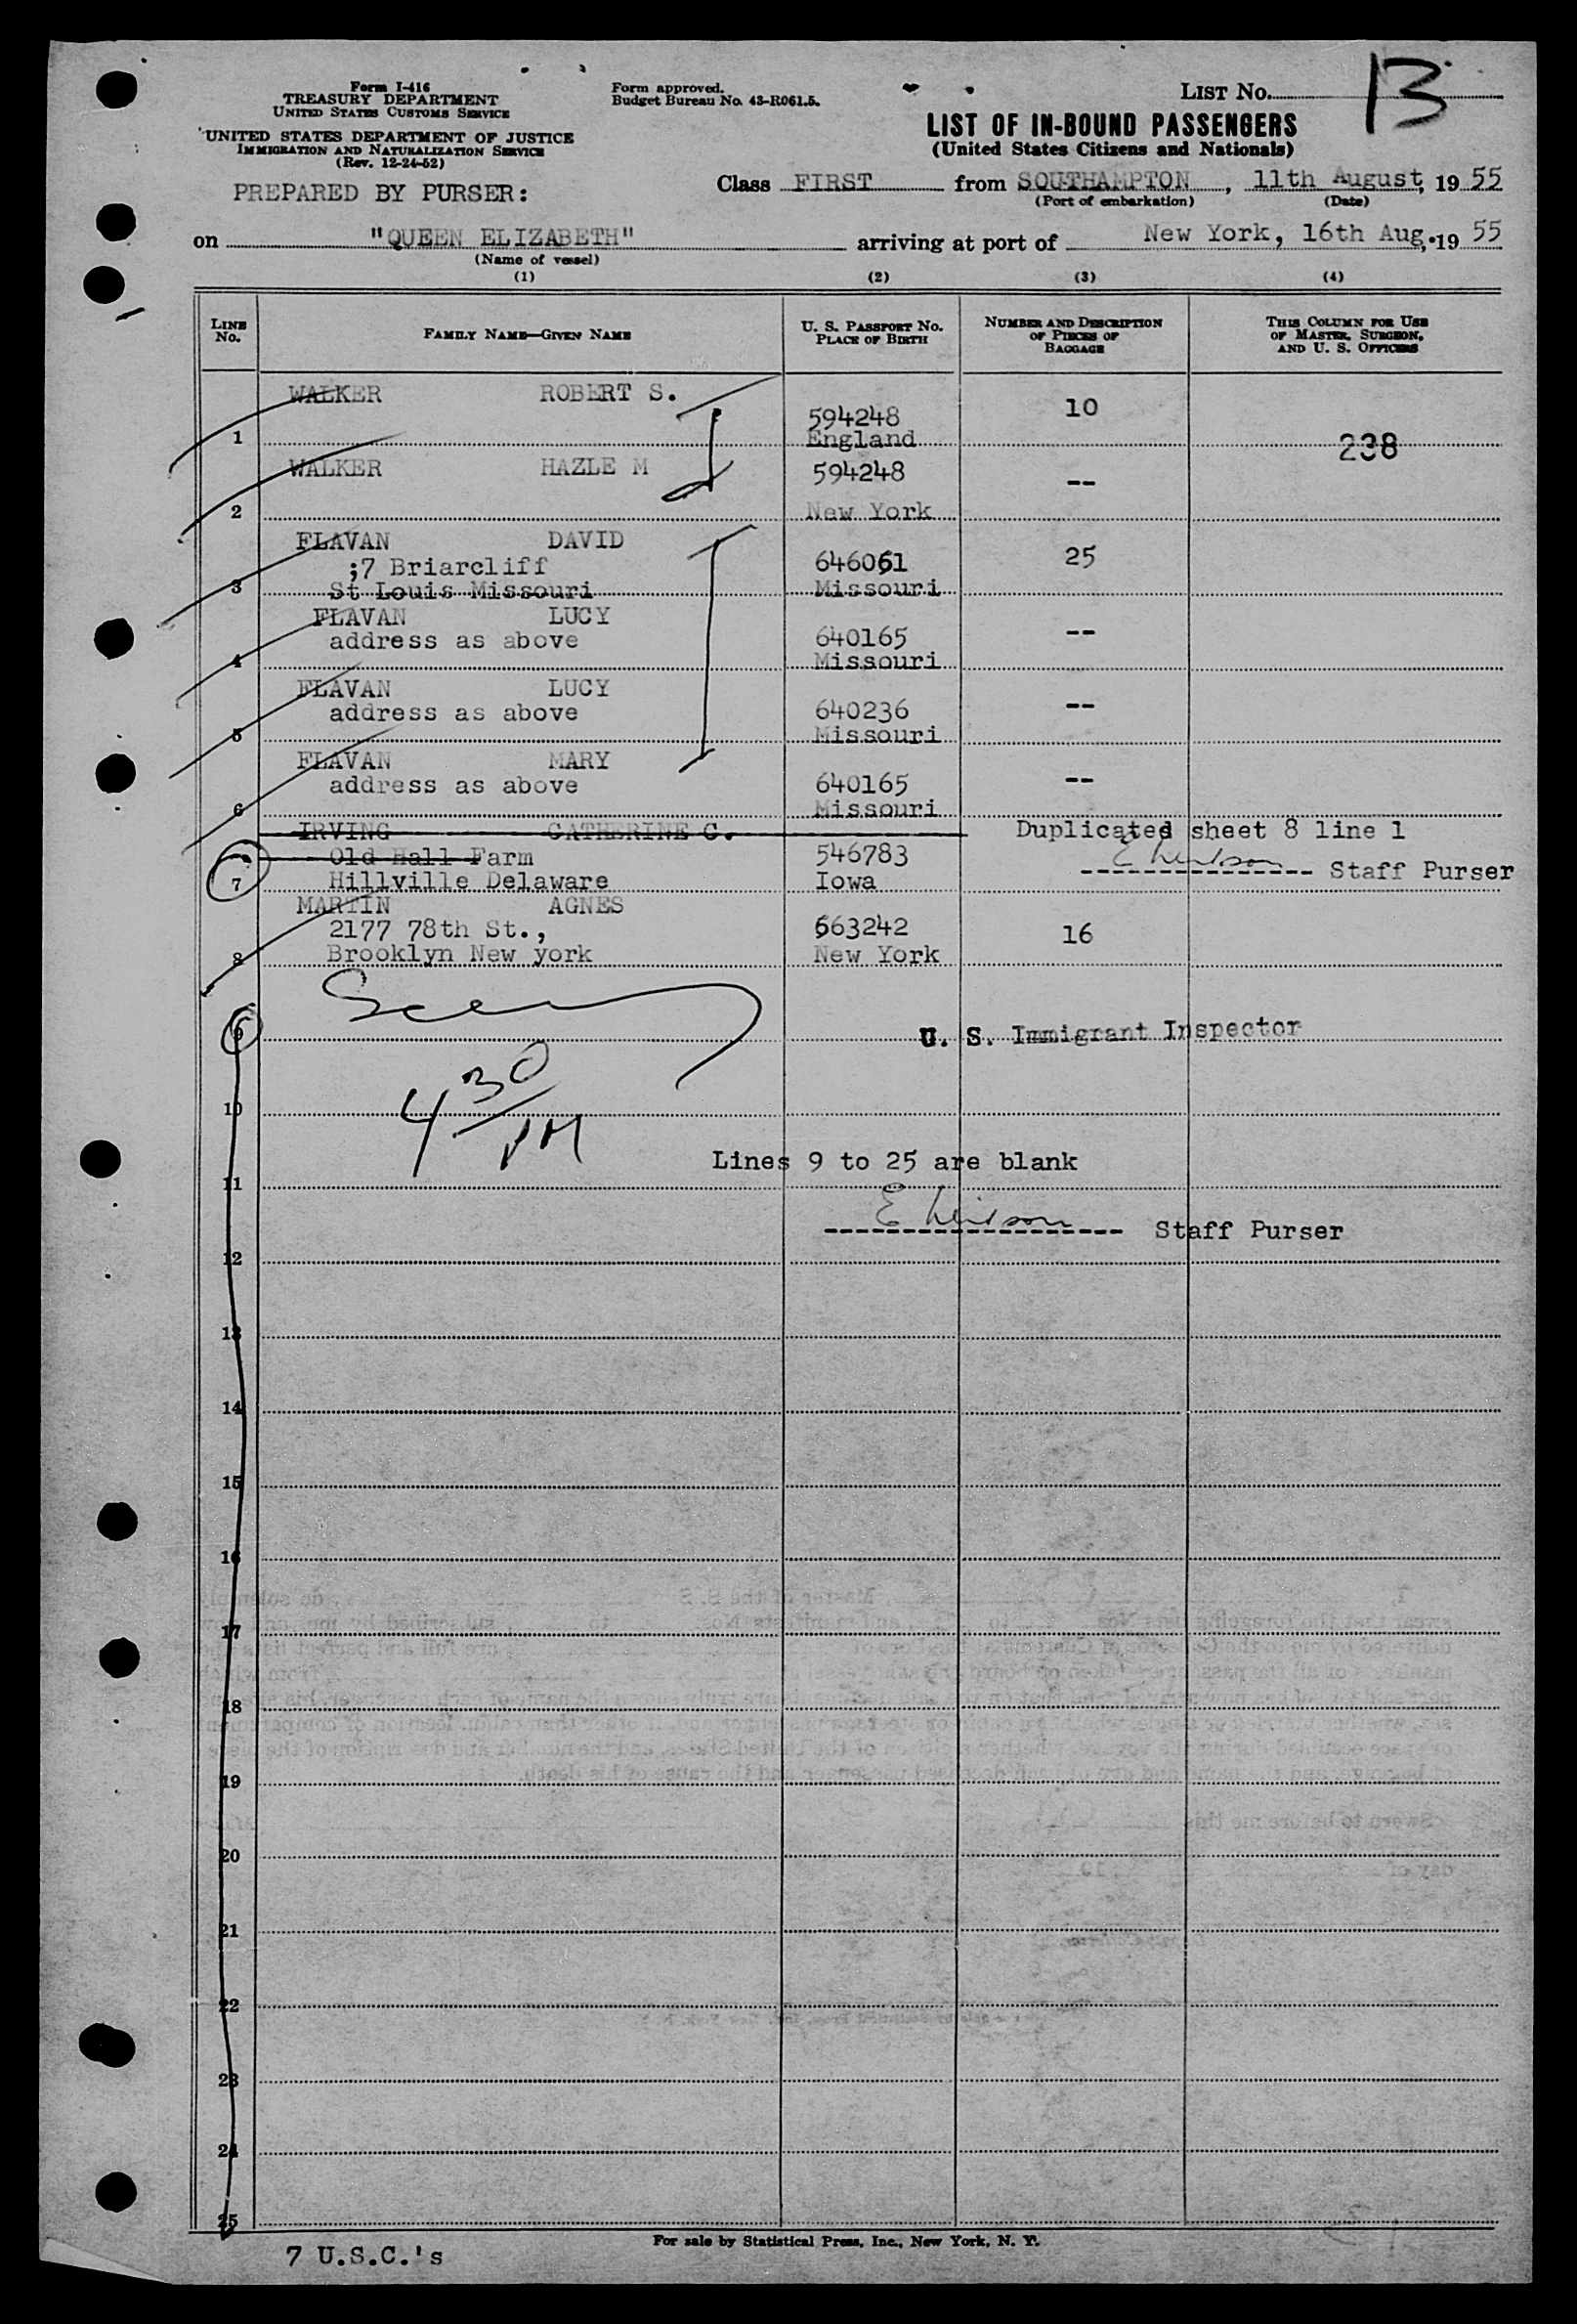 Form I-416
TREASURY DEPARTMENT
UNITED STATES CUSTOMS SERVICE
UNITED STATES DEPARTMENT OF JUSTICE
IMMIGRATION AND NATURALIZATION SERVICE
(Rev. 12-24-52)
PREPARED BY PURSER:
Form approved.
Budget Bureau No. 43-R061.5.
LIST No. 13
LIST OF IN-BOUND PASSENGERS
(United States Citizens and Nationals)
Class FIRST from SOUTHAMPTON, 11th August, 19 55
(Port of embarkation) (Date)
on "QUEEN ELIZABETH" arriving at port of New York, 16th Aug, 19 55
(Name of vessel)
(1) (2) (3) (4)
LINE No.
FAMILY NAME—GIVEN NAME
U. S. PASSPORT No. PLACE OF BIRTH
NUMBER AND DESCRIPTION OF PIECES OF BAGGAGE
THIS COLUMN FOR USE OF MASTER, SURGEON, AND U. S. OFFICERS
WALKER ROBERT S.
594248 10
1 England 238
WALKER HAZLE M 594248 --
2 New York
FLAVAN DAVID
;7 Briarcliff 646051 25
3 St Louis Missouri Missouri
FLAVAN LUCY
address as above 640165 --
4 Missouri
FLAVAN LUCY
address as above 640236 --
5 Missouri
FLAVAN MARY
address as above 640165 --
6 Missouri
IRVING CATHERINE C. Duplicated sheet 8 line 1
Old Hall Farm 546783
7 Hillville Delaware Iowa Staff Purser
MARTIN AGNES
2177 78th St., 563242 16
8 Brooklyn New york New York
9 U. S. Immigrant Inspector
4 30 PM
10
Lines 9 to 25 are blank
11
Staff Purser
12
13
14
15
16
17
18
19
20
21
22
23
24
25
For sale by Statistical Press, Inc., New York, N. Y.
7 U.S.C.'s